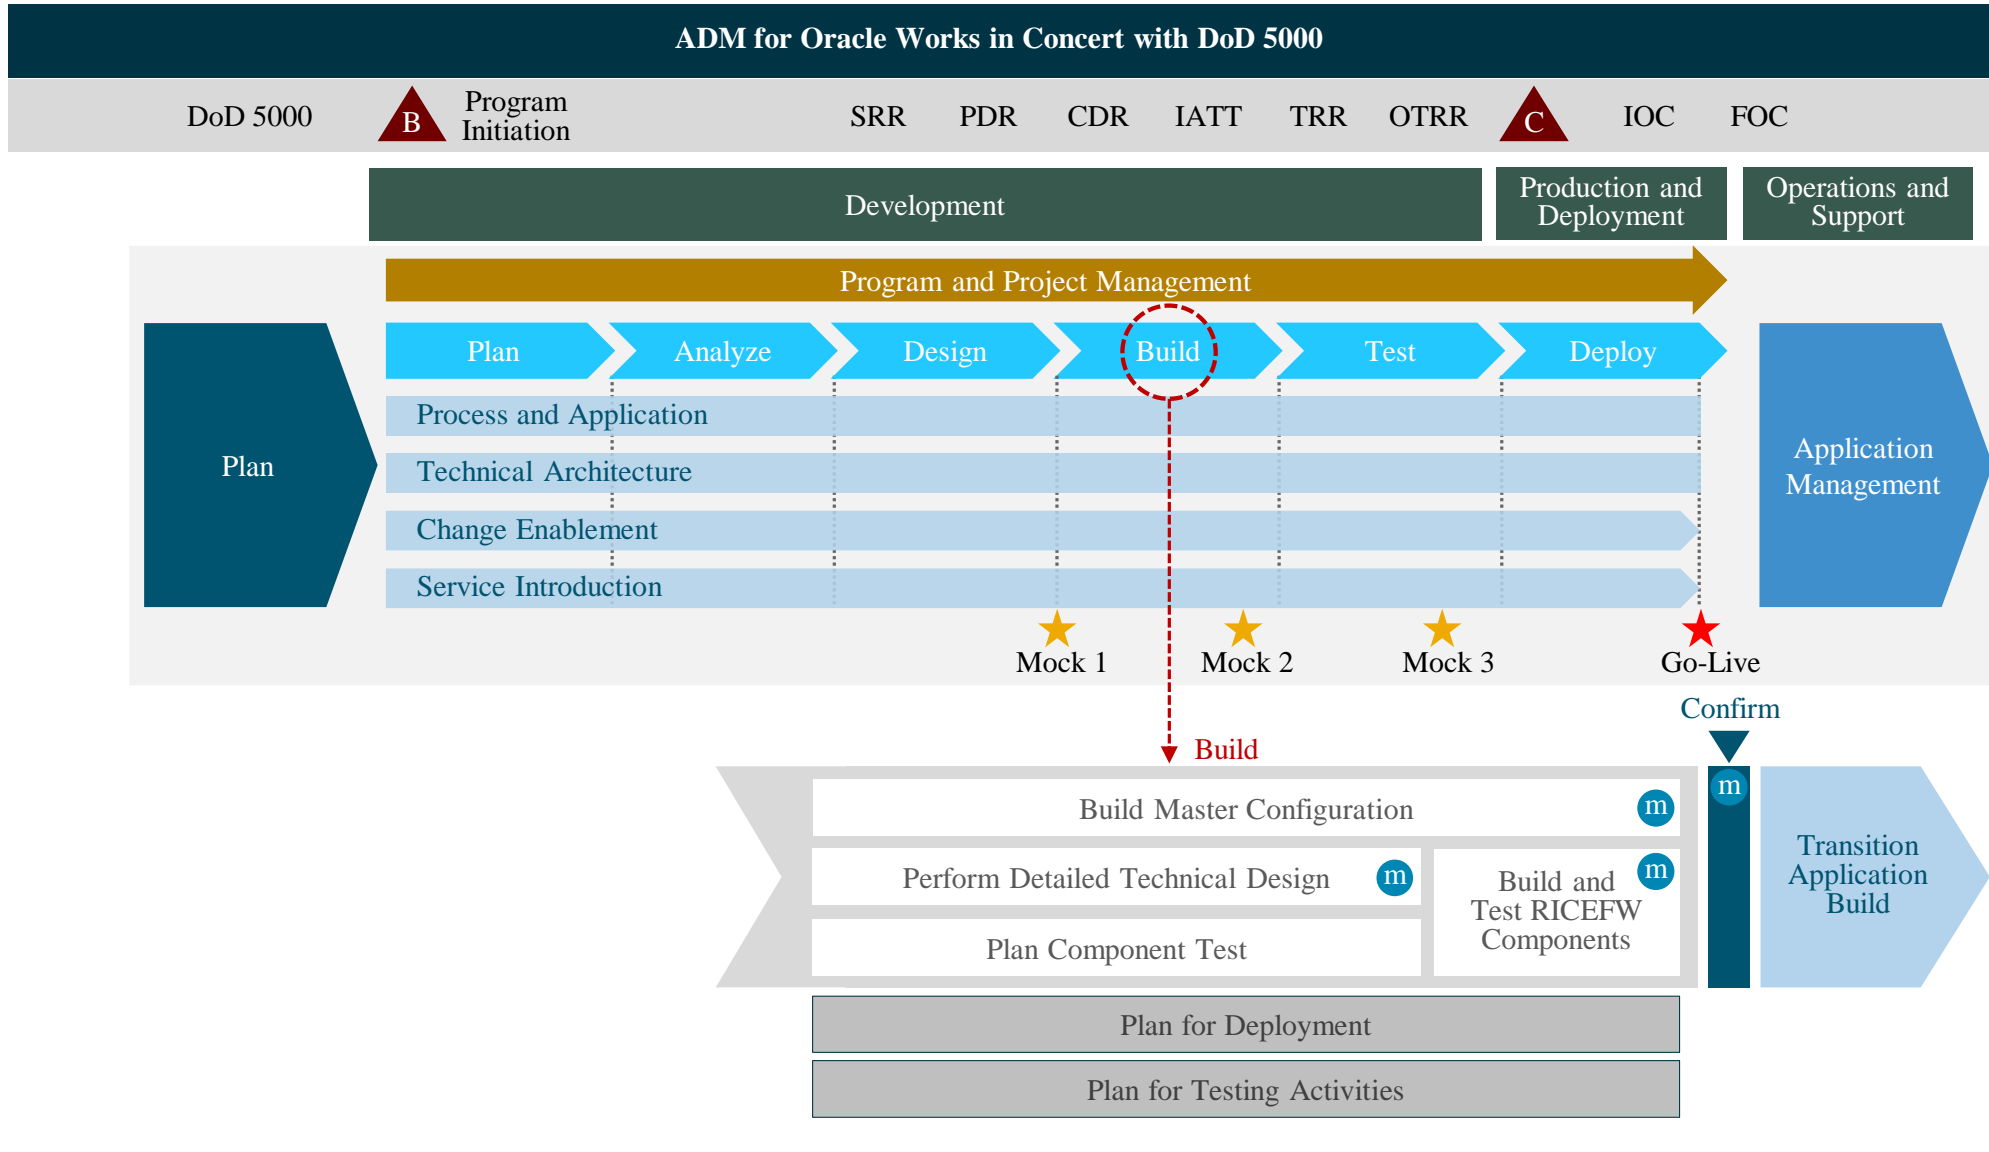 ADM for Oracle Works in Concert with DoD 5000
DoD 5000
B
Program
Initiation
SRR
PDR
CDR
IATT
TRR
OTRR
C
IOC
FOC
Development
Production and
Deployment
Operations and
Support
Program and Project Management
Plan
Plan
Analyze
Design
Build
Test
Deploy
Process and Application
Technical Architecture
Change Enablement
Service Introduction
Application
Management
Mock 1
Mock 2
Mock 3
Go-Live
Confirm
Build
Build Master Configuration
m
m
Perform Detailed Technical Design
m
Build and
Test RICEFW
Components
m
Plan Component Test
Transition
Application
Build
Plan for Deployment
Plan for Testing Activities